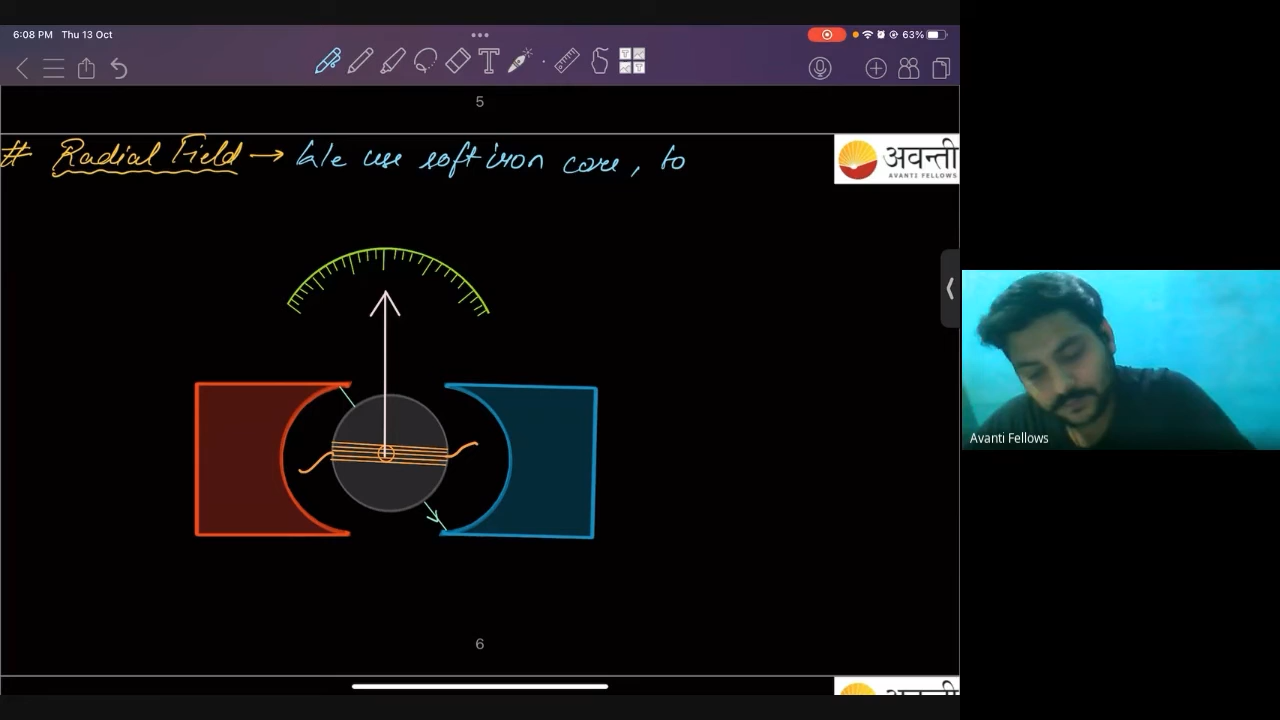 6:08 PM Thu 13 Oct
63%
5
# Radial Field → We use soft iron core, to
अवन्ती
AVANTI FELLOWS
Avanti Fellows
6